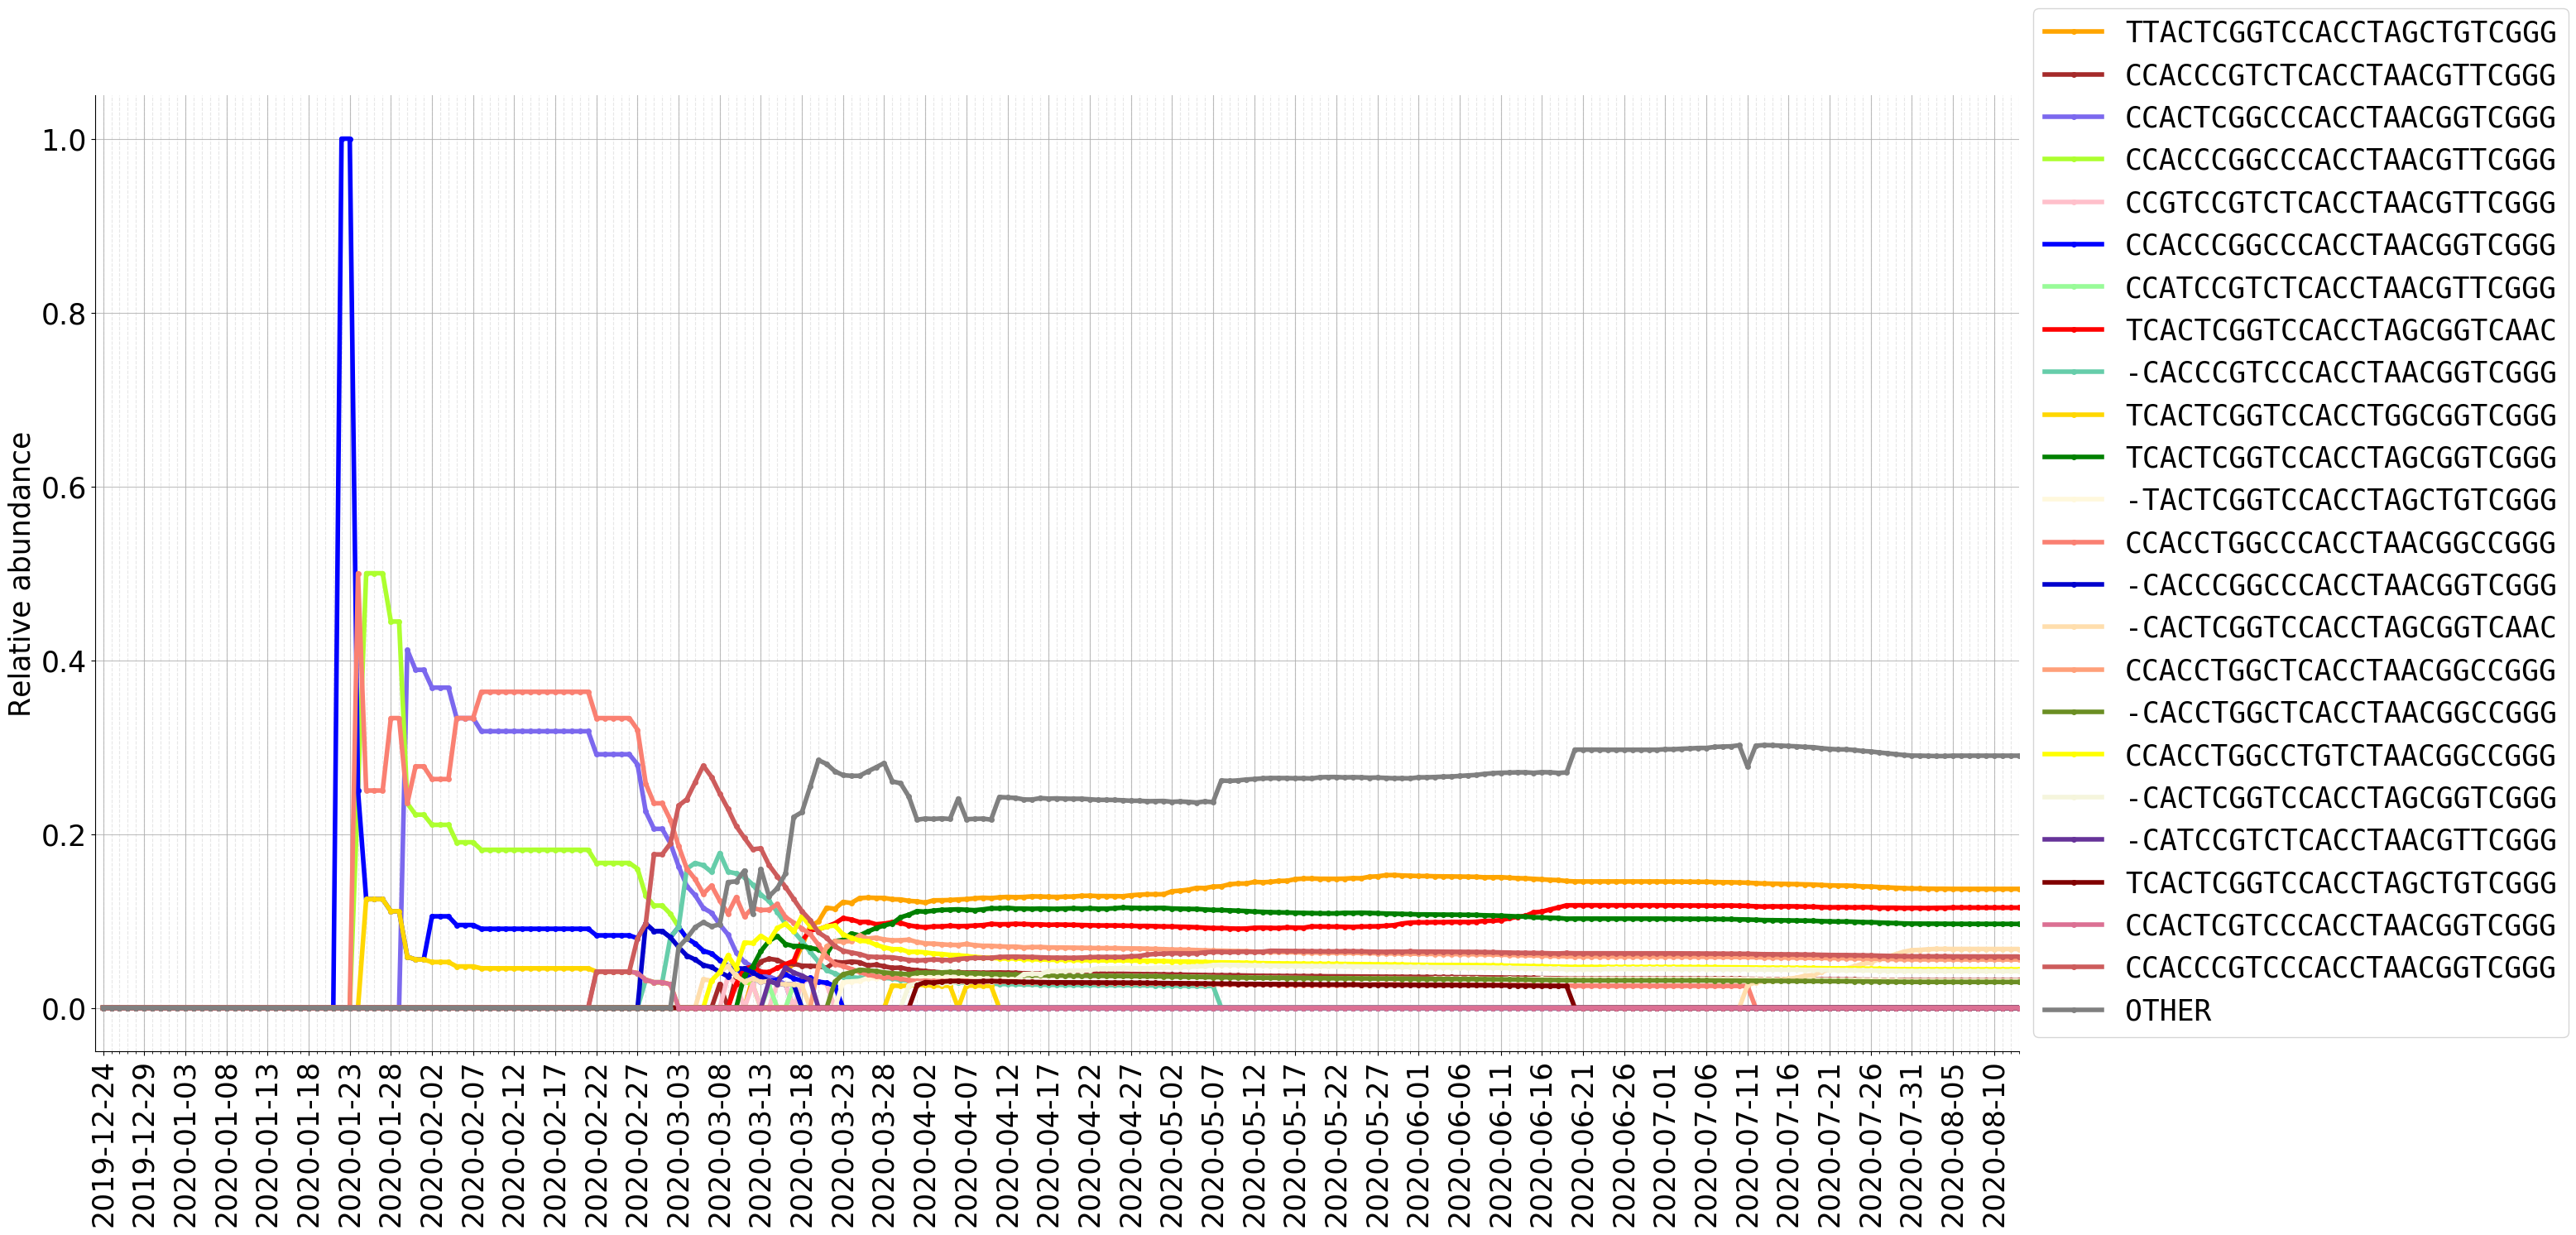 Relative abundance
1.0
0.8
0.6
0.4
0.2
0.0
2019-12-24
2019-12-29
2020-01-03
2020-01-08
2020-01-13
2020-01-18
2020-01-23
2020-01-28
2020-02-02
2020-02-07
2020-02-12
2020-02-17
2020-02-22
2020-02-27
2020-03-03
2020-03-08
2020-03-13
2020-03-18
2020-03-23
2020-03-28
2020-04-02
2020-04-07
2020-04-12
2020-04-17
2020-04-22
2020-04-27
2020-05-02
2020-05-07
2020-05-12
2020-05-17
2020-05-22
2020-05-27
2020-06-01
2020-06-06
2020-06-11
2020-06-16
2020-06-21
2020-06-26
2020-07-01
2020-07-06
2020-07-11
2020-07-16
2020-07-21
2020-07-26
2020-07-31
2020-08-05
2020-08-10
TTACTCGGTCCACCTAGCTGTCGGG
CCACCCGTCTCACCTAACGTTCGGG
CCACTCGGCCCACCTAACGGTCGGG
CCACCCGGCCCACCTAACGTTCGGG
CCGTCCGTCTCACCTAACGTTCGGG
CCACCCGGCCCACCTAACGGTCGGG
CCATCCGTCTCACCTAACGTTCGGG
TCACTCGGTCCACCTAGCGGTCAAC
-CACCCGTCCCACCTAACGGTCGGG
TCACTCGGTCCACCTGGCGGTCGGG
TCACTCGGTCCACCTAGCGGTCGGG
-TACTCGGTCCACCTAGCTGTCGGG
CCACCTGGCCCACCTAACGGCCGGG
-CACCCGGCCCACCTAACGGTCGGG
-CACTCGGTCCACCTAGCGGTCAAC
CCACCTGGCTCACCTAACGGCCGGG
-CACCTGGCTCACCTAACGGCCGGG
CCACCTGGCCTGTCTAACGGCCGGG
-CACTCGGTCCACCTAGCGGTCGGG
-CATCCGTCTCACCTAACGTTCGGG
TCACTCGGTCCACCTAGCTGTCGGG
CCACTCGTCCCACCTAACGGTCGGG
CCACCCGTCCCACCTAACGGTCGGG
OTHER